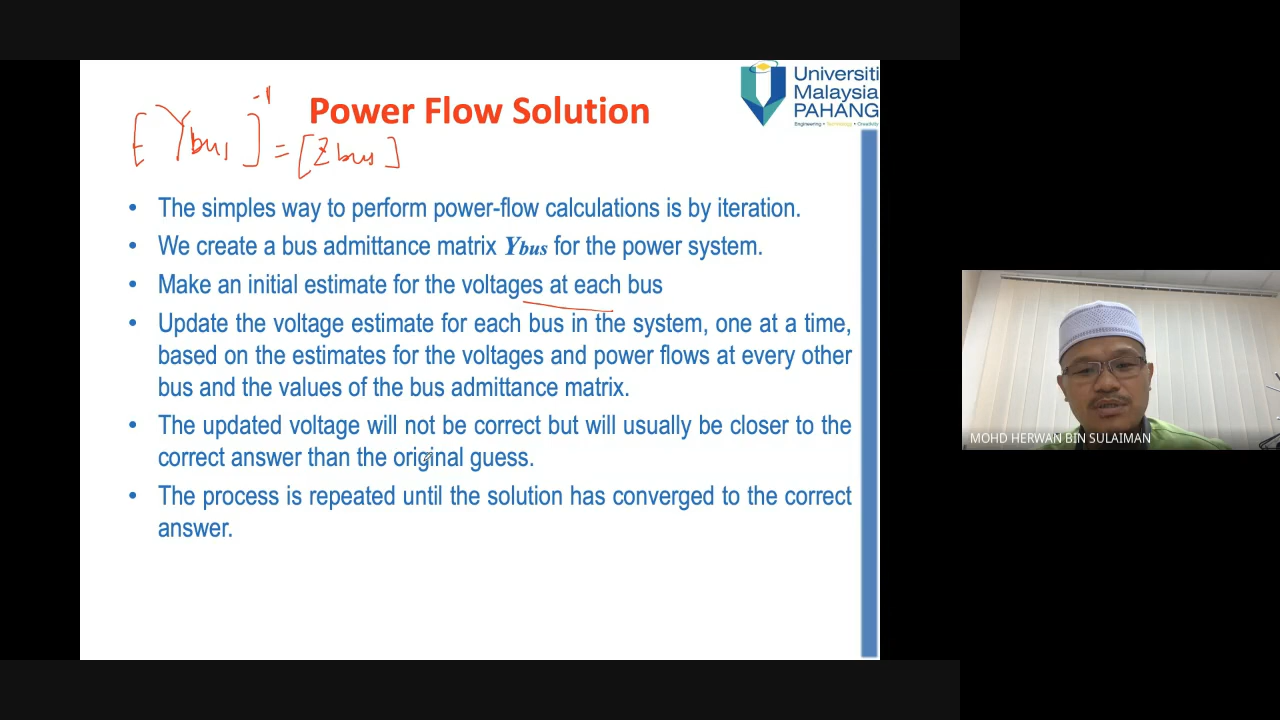 Power Flow Solution
Universiti
Malaysia
PAHANG
Engineering • Technology • Creativity
[Ybus]⁻¹ = [Zbus]
• The simples way to perform power-flow calculations is by iteration.
• We create a bus admittance matrix Ybus for the power system.
• Make an initial estimate for the voltages at each bus
• Update the voltage estimate for each bus in the system, one at a time,
based on the estimates for the voltages and power flows at every other
bus and the values of the bus admittance matrix.
• The updated voltage will not be correct but will usually be closer to the
correct answer than the original guess.
• The process is repeated until the solution has converged to the correct
answer.
MOHD HERWAN BIN SULAIMAN